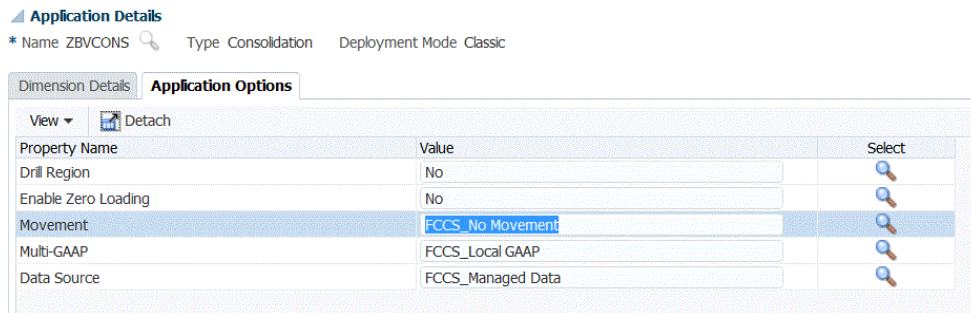 Application Details
* Name ZBVCONS Type Consolidation Deployment Mode Classic
Dimension Details Application Options
View Detach
Property Name Value Select
Drill Region No
Enable Zero Loading No
Movement FCCS_No Movement
Multi-GAAP FCCS_Local GAAP
Data Source FCCS_Managed Data